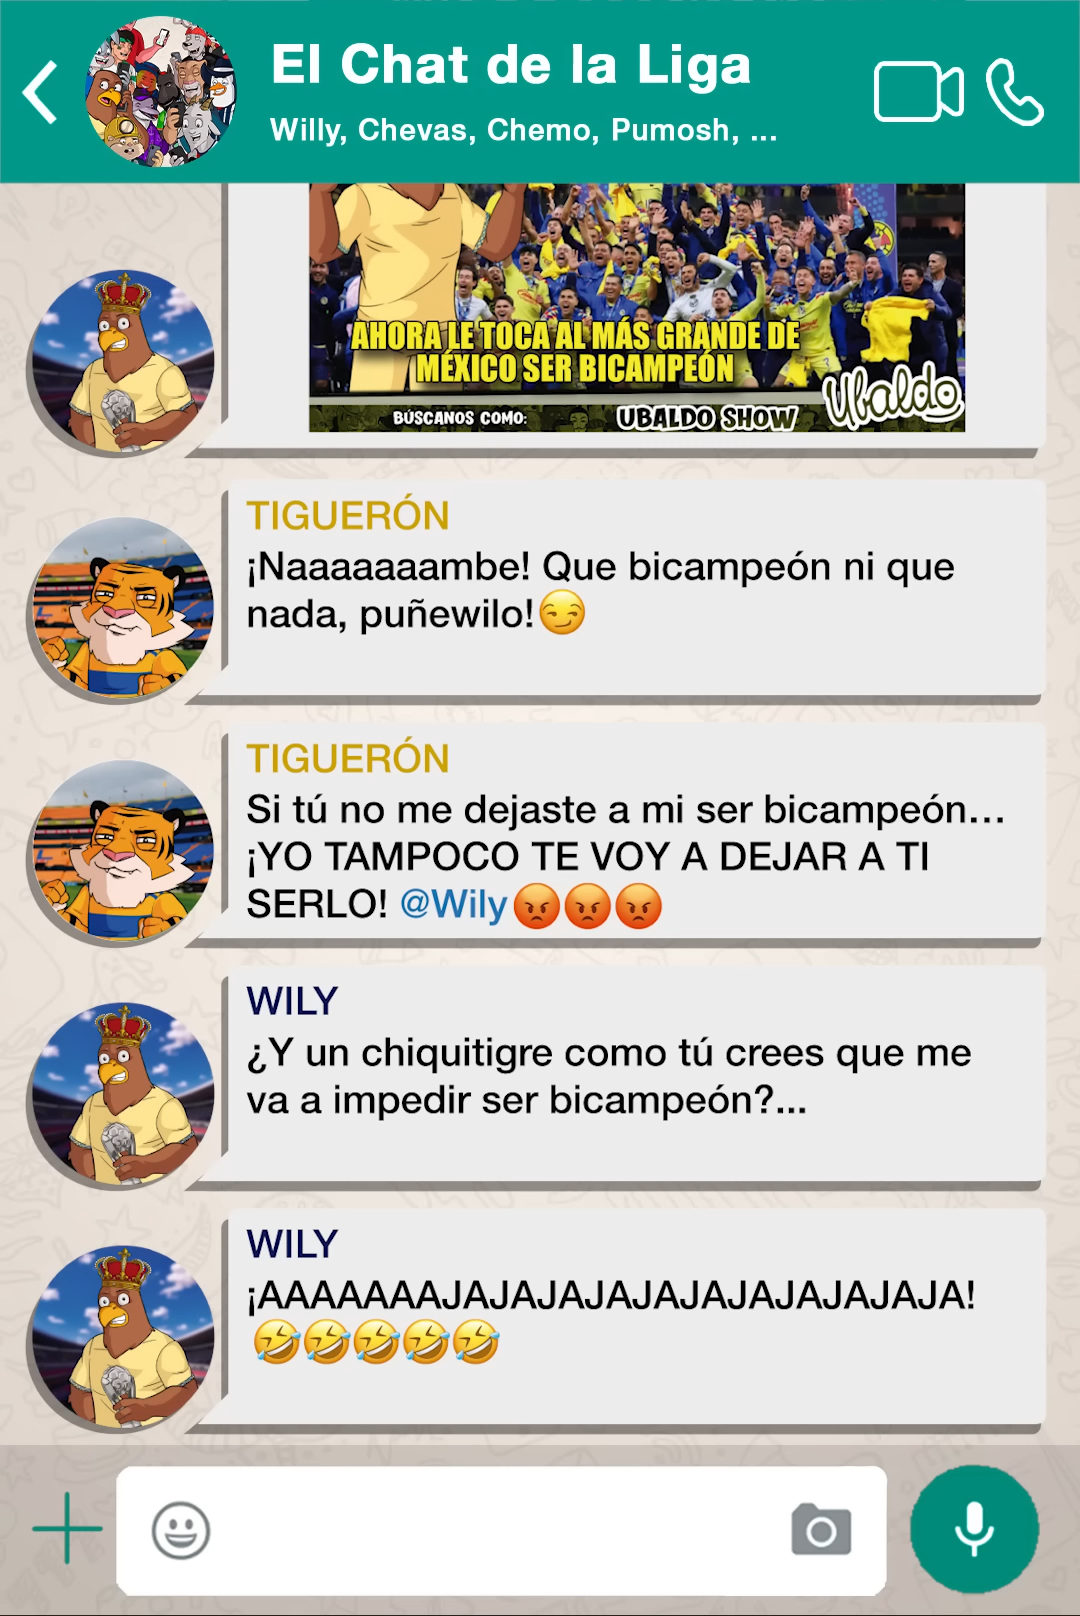 El Chat de la Liga
Willy, Chevas, Chemo, Pumosh, ...
AHORA LE TOCA AL MÁS GRANDE DE
MÉXICO SER BICAMPEÓN
BÚSCANOS COMO:
UBALDO SHOW
Ubaldo
TIGUERÓN
¡Naaaaaaambe! Que bicampeón ni que
nada, puñewilo!😏
TIGUERÓN
Si tú no me dejaste a mi ser bicampeón...
¡YO TAMPOCO TE VOY A DEJAR A TI
SERLO! @Wily😡😡😡
WILY
¿Y un chiquitigre como tú crees que me
va a impedir ser bicampeón?...
WILY
¡AAAAAAAJAJAJAJAJAJAJAJAJAJAJA!
🤣🤣🤣🤣🤣